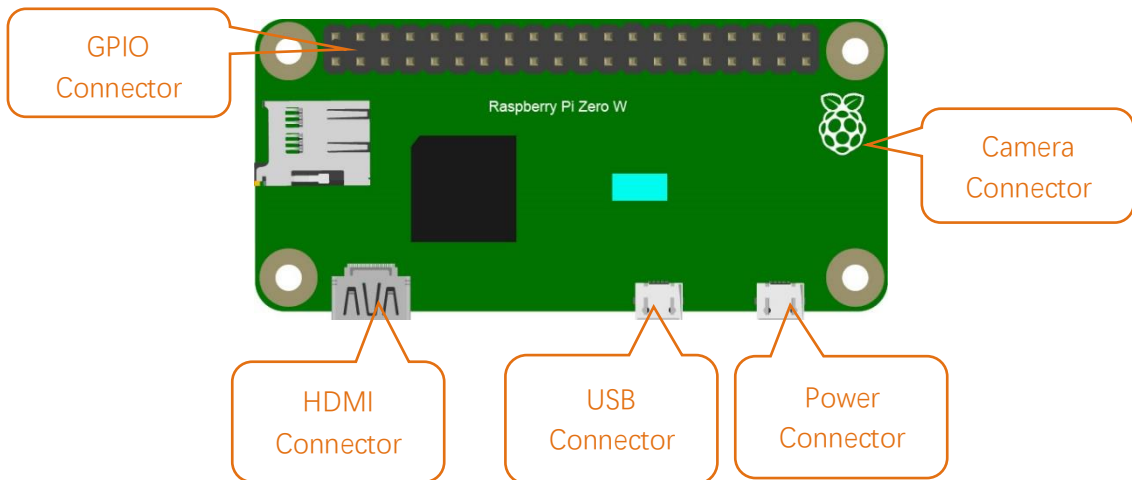 GPIO
Connector
Raspberry Pi Zero W
Camera
Connector
HDMI
Connector
USB
Connector
Power
Connector